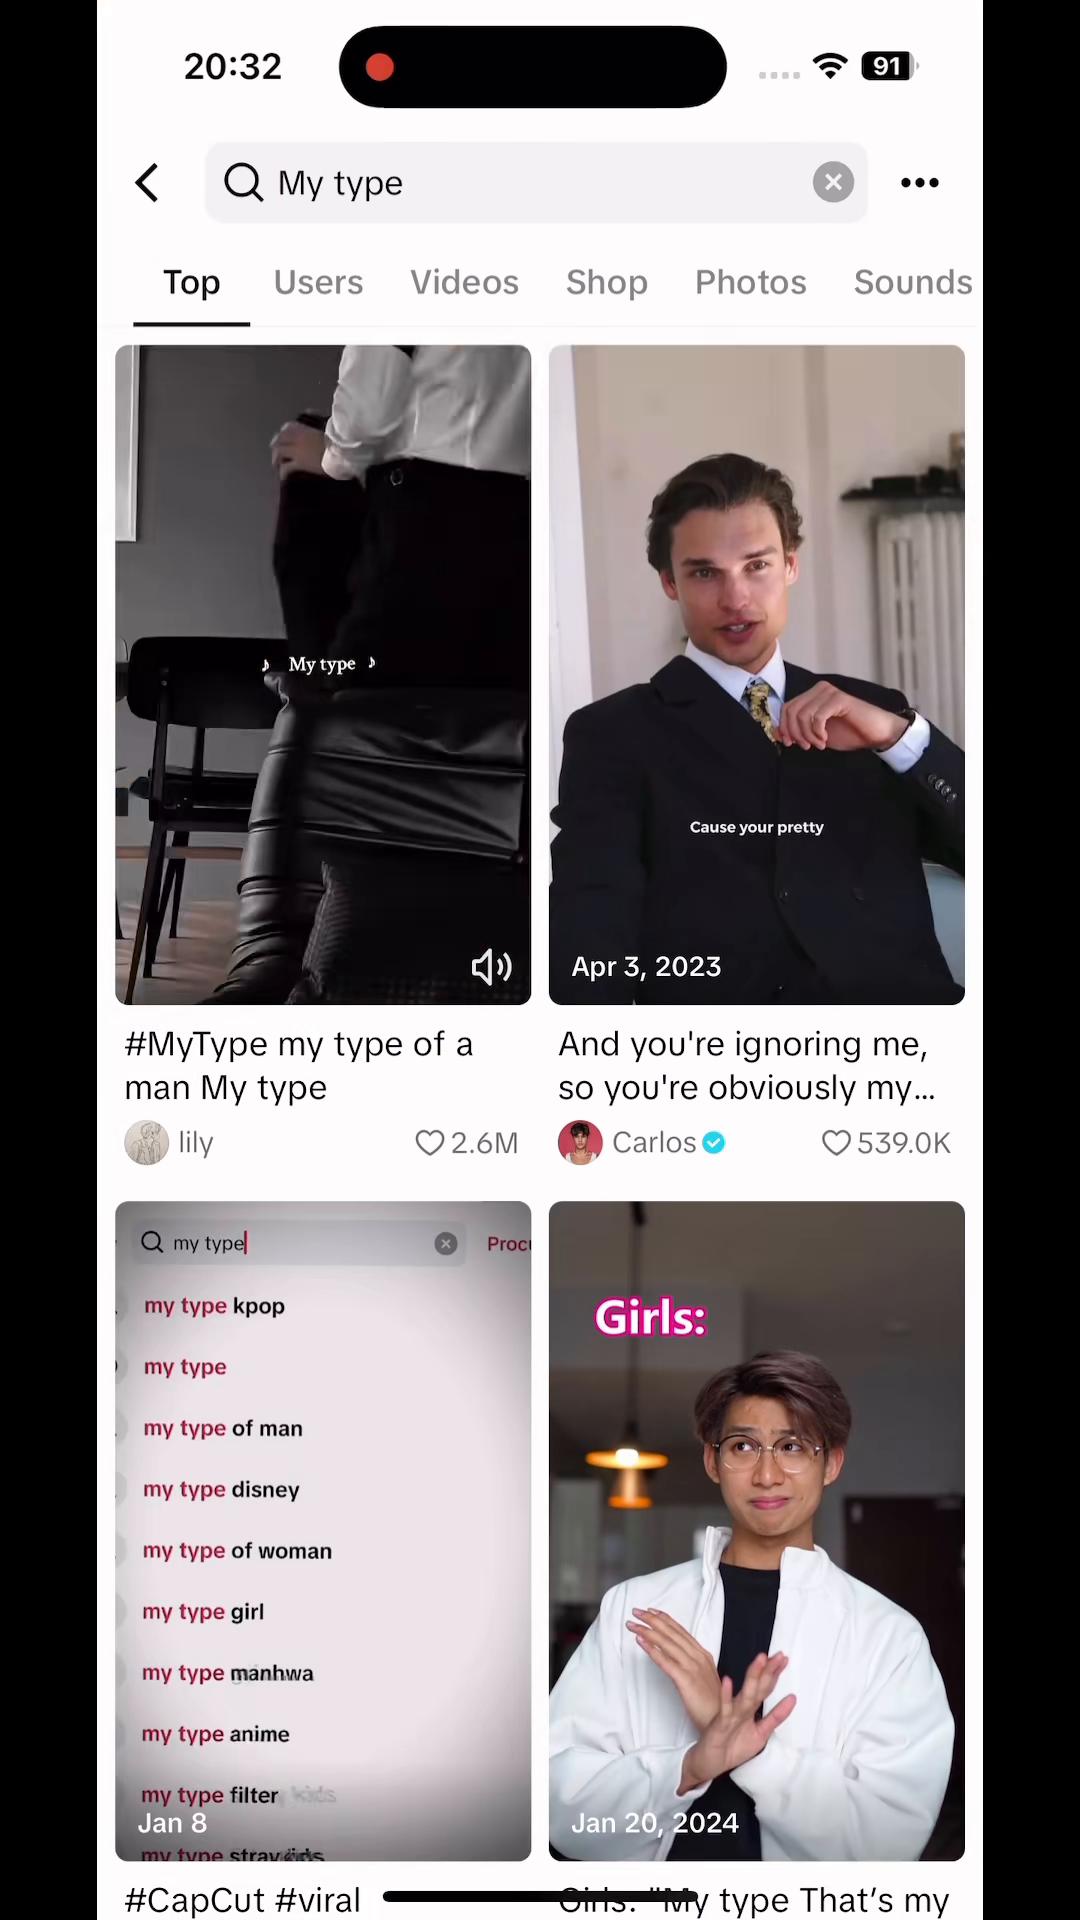 20:32
91
My type
Top Users Videos Shop Photos Sounds
♪ My type ♪
Cause your pretty
Apr 3, 2023
#MyType my type of a
man My type
lily 2.6M
And you're ignoring me,
so you're obviously my...
Carlos 539.0K
my type
my type kpop
my type
my type of man
my type disney
my type of woman
my type girl
my type manhwa
my type anime
my type filter
Jan 8
my type
Girls:
Jan 20, 2024
#CapCut #viral
Girls: "My type That's my